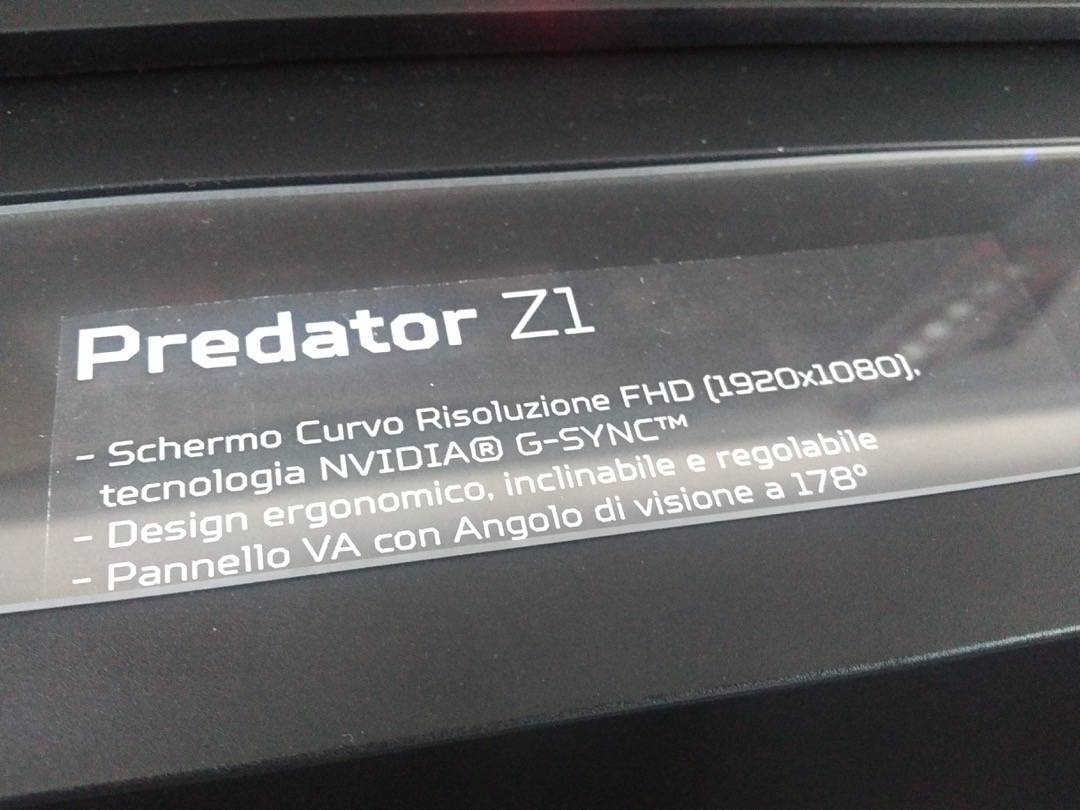 Predator Z1
- Schermo Curvo Risoluzione FHD (1920x1080),
tecnologia NVIDIA® G-SYNC™
- Design ergonomico, inclinabile e regolabile
- Pannello VA con Angolo di visione a 178°